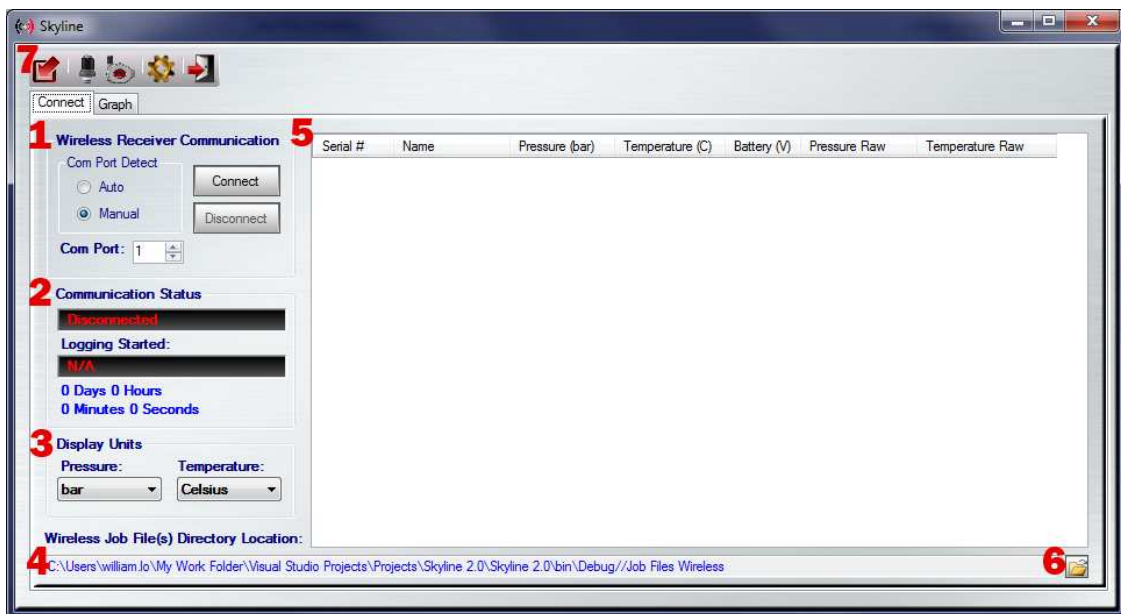 Skyline
7
Connect Graph
1 Wireless Receiver Communication
Com Port Detect
Auto
Manual
Connect
Disconnect
Com Port: 1
2 Communication Status
Disconnected
Logging Started:
N/A
0 Days 0 Hours
0 Minutes 0 Seconds
3 Display Units
Pressure: Temperature:
bar Celsius
5 Serial # Name Pressure (bar) Temperature (C) Battery (V) Pressure Raw Temperature Raw
Wireless Job File(s) Directory Location:
4 C:\Users\william.lo\My Work Folder\Visual Studio Projects\Projects\Skyline 2.0\Skyline 2.0\bin\Debug//Job Files Wireless
6